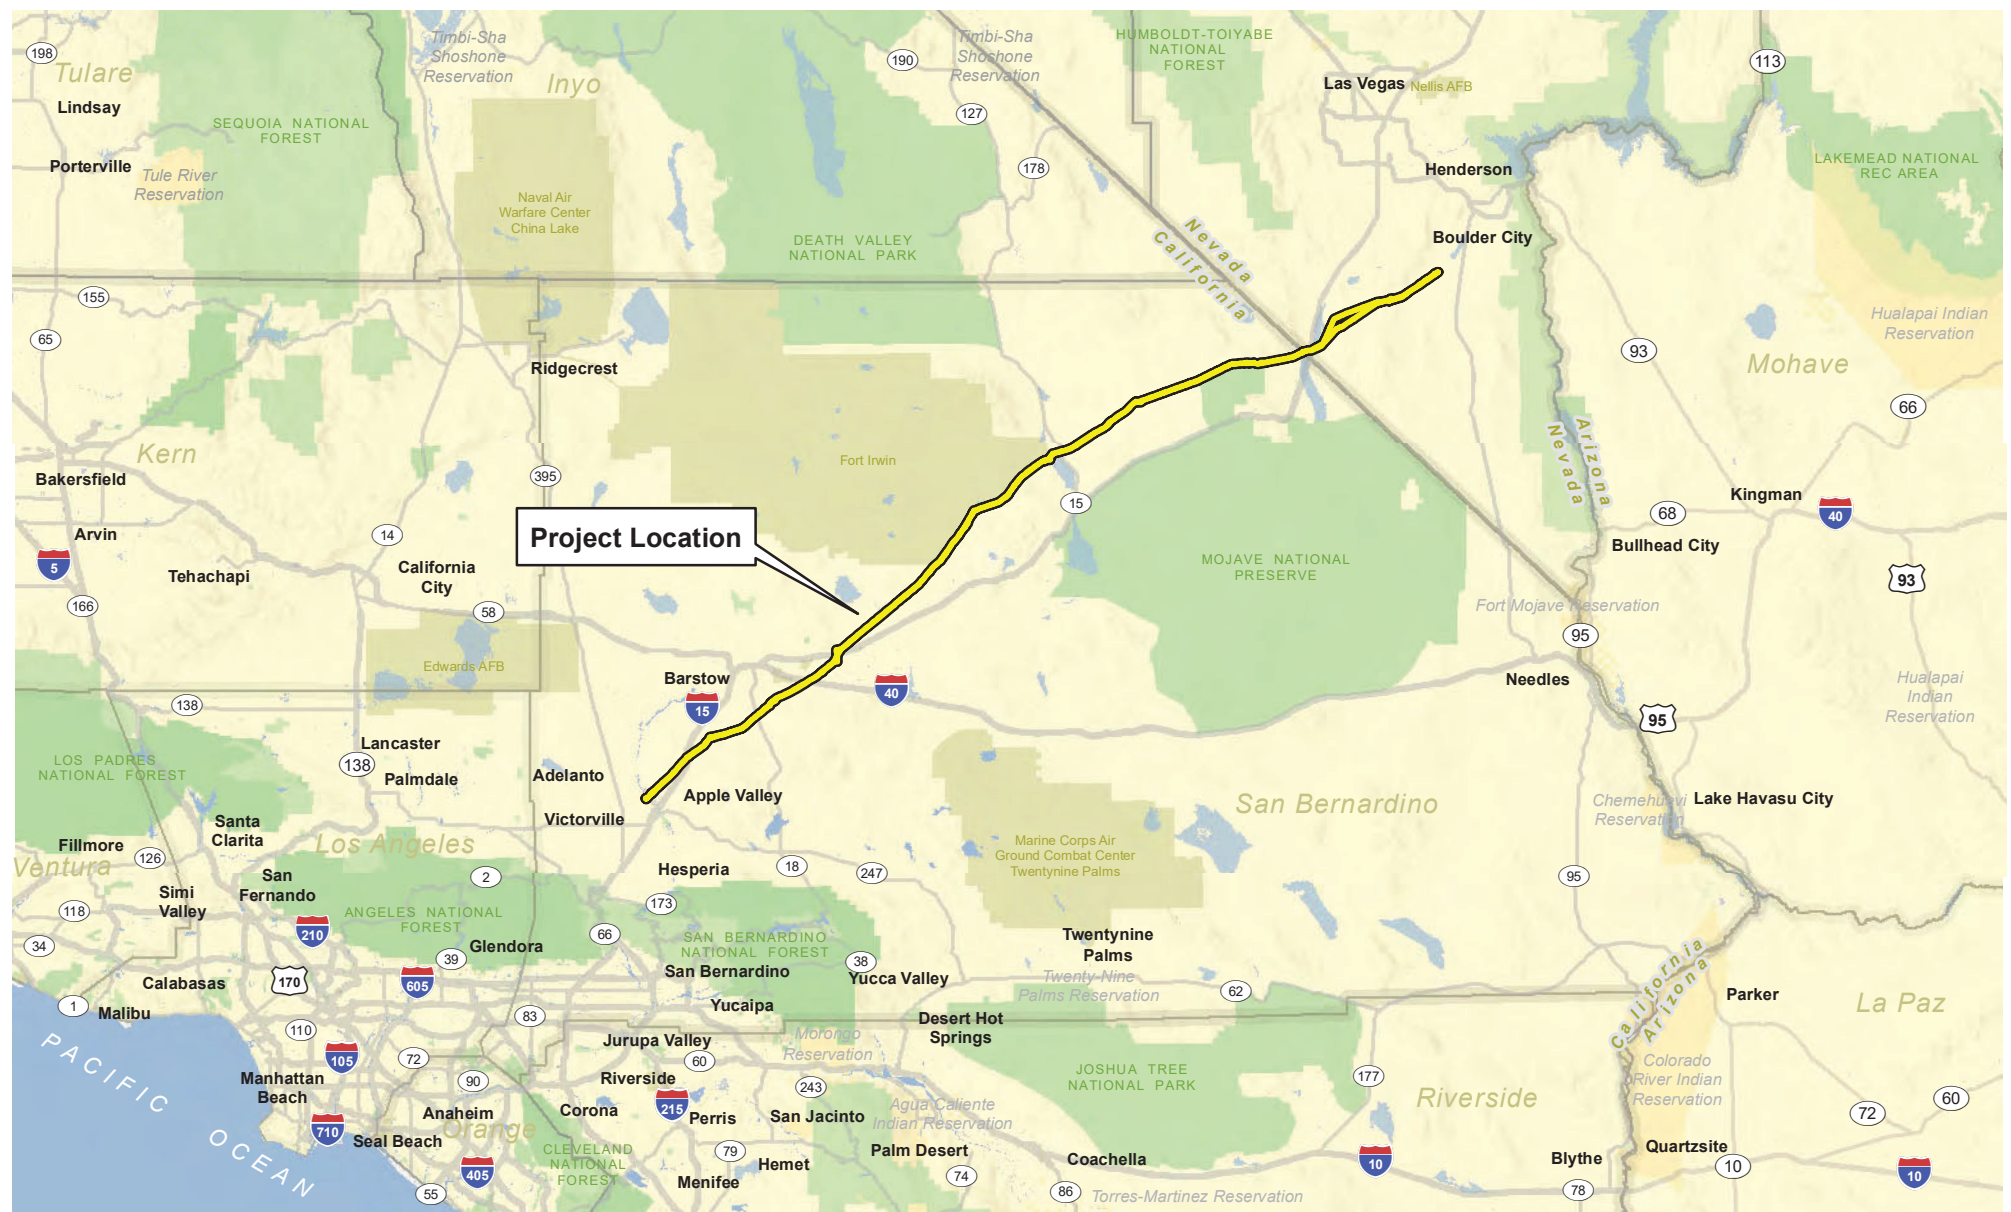 198
Tulare
Lindsay
Porterville
Tule River
Reservation
SEQUOIA NATIONAL
FOREST
Timbi-Sha
Shoshone
Reservation
Inyo
Naval Air
Warfare Center
China Lake
DEATH VALLEY
NATIONAL PARK
190
Timbi-Sha
Shoshone
Reservation
127
178
HUMBOLDT-TOIYABE
NATIONAL
FOREST
Las Vegas
Nellis AFB
Henderson
Boulder City
113
LAKEMEAD NATIONAL
REC AREA
Nevada
California
155
65
Ridgecrest
Hualapai Indian
Reservation
93
Mohave
66
Kern
Bakersfield
Arvin
5
Tehachapi
166
14
California
City
395
58
Fort Irwin
Project Location
15
MOJAVE NATIONAL
PRESERVE
Arizona
Nevada
Kingman
40
68
Bullhead City
93
Fort Mojave Reservation
95
Needles
95
Hualapai
Indian
Reservation
Edwards AFB
Barstow
15
40
138
LOS PADRES
NATIONAL FOREST
Lancaster
138
Palmdale
Adelanto
Victorville
Apple Valley
Marine Corps Air
Ground Combat Center
Twentynine Palms
San Bernardino
Chemehuevi
Reservation
Lake Havasu City
Santa
Clarita
Fillmore
126
Ventura
Los Angeles
San
Fernando
Simi
Valley
118
34
210
2
ANGELES NATIONAL
FOREST
Hesperia
18
247
173
66
SAN BERNARDINO
NATIONAL FOREST
Glendora
39
San Bernardino
38
Yucca Valley
Twentynine
Palms
Twenty-Nine
Palms Reservation
62
95
California
Arizona
Parker
La Paz
Calabasas
170
605
1
Malibu
110
83
Yucaipa
Desert Hot
Springs
Jurupa Valley
Morongo
Reservation
60
105
72
90
Manhattan
Beach
Riverside
215
243
JOSHUA TREE
NATIONAL PARK
177
Riverside
Colorado
River Indian
Reservation
60
72
PACIFIC OCEAN
710
Anaheim
Orange
Seal Beach
Corona
Perris
San Jacinto
Agua Caliente
Indian Reservation
CLEVELAND
NATIONAL
FOREST
79
Hemet
Menifee
Palm Desert
74
Coachella
86
Torres-Martinez Reservation
10
Blythe
78
Quartzsite
10
10
405
55